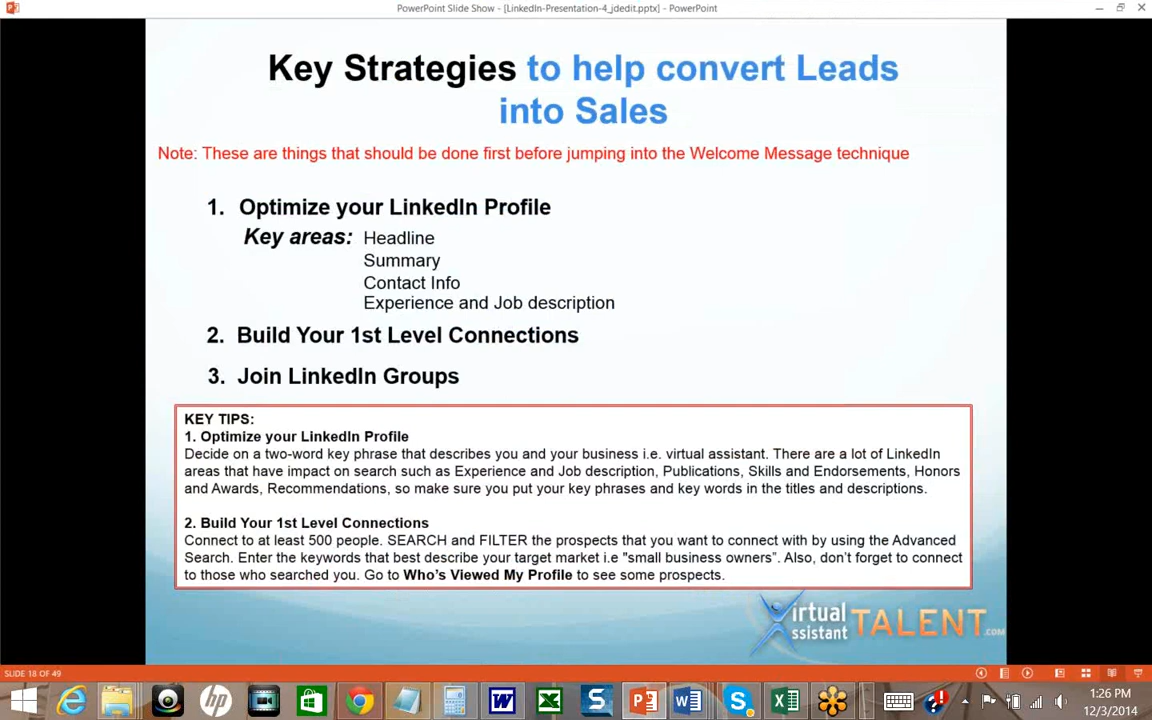 PowerPoint Slide Show - [LinkedIn-Presentation-4_jdedit.pptx] - PowerPoint
Key Strategies to help convert Leads
into Sales
Note: These are things that should be done first before jumping into the Welcome Message technique
1. Optimize your LinkedIn Profile
Key areas: Headline
Summary
Contact Info
Experience and Job description
2. Build Your 1st Level Connections
3. Join LinkedIn Groups
KEY TIPS:
1. Optimize your LinkedIn Profile
Decide on a two-word key phrase that describes you and your business i.e. virtual assistant. There are a lot of LinkedIn
areas that have impact on search such as Experience and Job description, Publications, Skills and Endorsements, Honors
and Awards, Recommendations, so make sure you put your key phrases and key words in the titles and descriptions.
2. Build Your 1st Level Connections
Connect to at least 500 people. SEARCH and FILTER the prospects that you want to connect with by using the Advanced
Search. Enter the keywords that best describe your target market i.e "small business owners”. Also, don’t forget to connect
to those who searched you. Go to Who’s Viewed My Profile to see some prospects.
Virtual Assistant TALENT.COM
SLIDE 18 OF 49
1:26 PM
12/3/2014